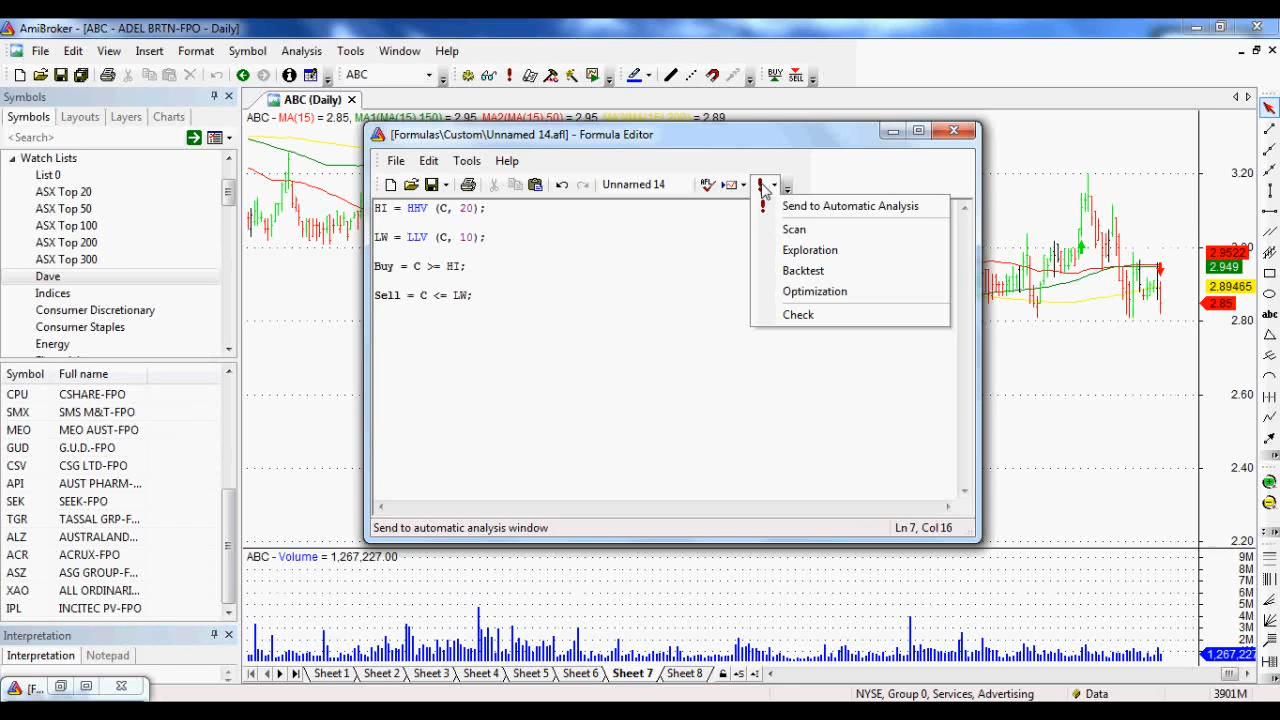 AmiBroker - [ABC - ADEL BRTN-FPO - Daily]
File Edit View Insert Format Symbol Analysis Tools Window Help
ABC
BUY SELL
Symbols
Symbols Layouts Layers Charts
<Search>
Watch Lists
List 0
ASX Top 20
ASX Top 50
ASX Top 100
ASX Top 200
ASX Top 300
Dave
Indices
Consumer Discretionary
Consumer Staples
Energy
Symbol Full name
CPU CSHARE-FPO
SMX SMS M&T-FPO
MEO MEO AUST-FPO
GUD G.U.D.-FPO
CSV CSG LTD-FPO
API AUST PHARM-...
SEK SEEK-FPO
TGR TASSAL GRP-F...
ALZ AUSTRALAND...
ACR ACRUX-FPO
ASZ ASG GROUP-F...
XAO ALL ORDINARI...
IPL INCITEC PV-FPO
Interpretation
Interpretation Notepad
[F...
ABC (Daily)
ABC - MA(15) = 2.85, MA1(MA(15),150) = 2.95, MA2(MA(15),50) = 2.95,
= 2.89
[Formulas\Custom\Unnamed 14.afl] - Formula Editor
File Edit Tools Help
Unnamed 14
AFL
HI = HHV (C, 20);
LW = LLV (C, 10);
Buy = C >= HI;
Sell = C <= LW;
Send to Automatic Analysis
Scan
Exploration
Backtest
Optimization
Check
Send to automatic analysis window
Ln 7, Col 16
3.20
3.00
2.9522
2.949
2.89465
2.85
2.80
2.60
2.40
2.20
abc
ABC - Volume = 1,267,227.00
9M
8M
7M
6M
5M
4M
3M
2M
1,267,227
Sheet 1 Sheet 2 Sheet 3 Sheet 4 Sheet 5 Sheet 6 Sheet 7 Sheet 8
NYSE, Group 0, Services, Advertising
Data
3901M